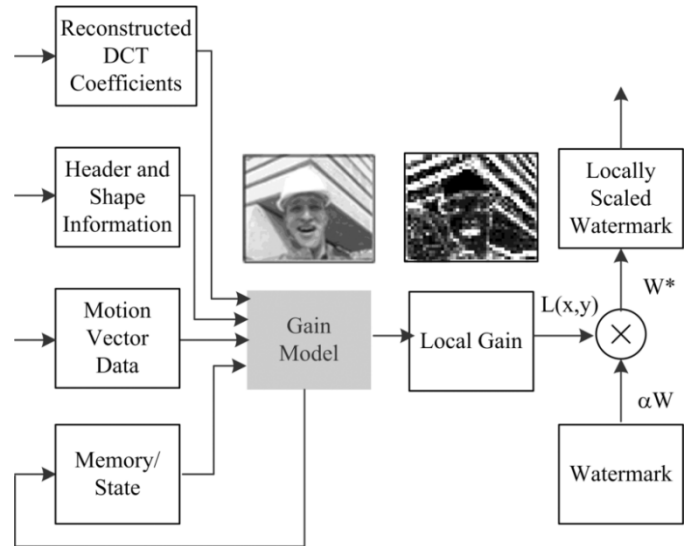 Reconstructed
DCT
Coefficients
Header and
Shape
Information
Motion
Vector
Data
Memory/
State
Gain
Model
Local Gain
L(x,y)
Locally
Scaled
Watermark
W*
αW
Watermark